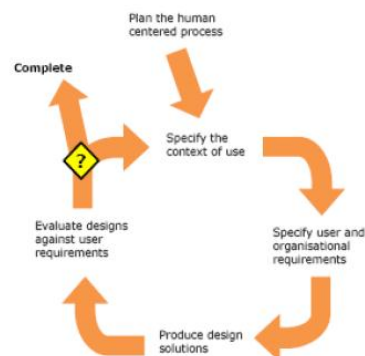 Plan the human
centered process
Complete
?
Specify the
context of use
Evaluate designs
against user
requirements
Specify user and
organisational
requirements
Produce design
solutions